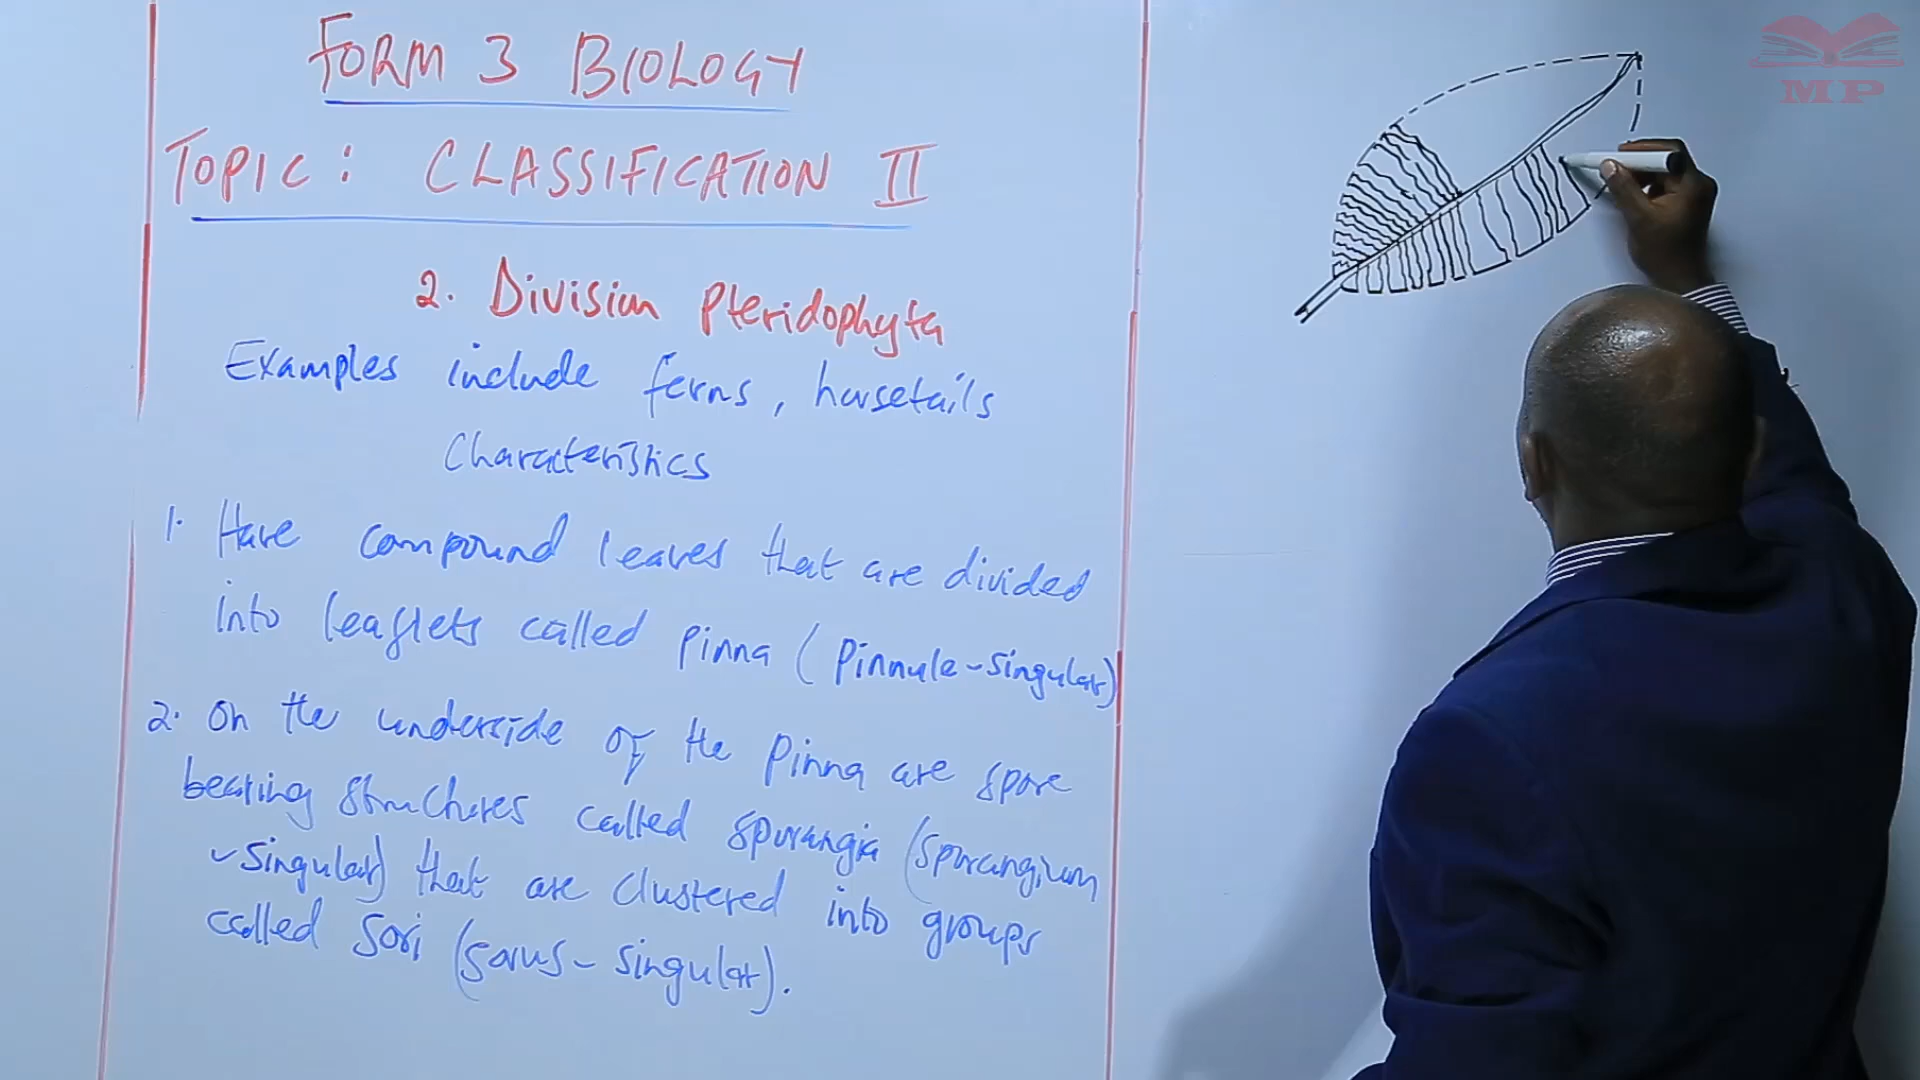 FORM 3 BIOLOGY
TOPIC: CLASSIFICATION II
2. Division Pteridophyta
Examples include ferns, horsetails
Characteristics
1. Have compound leaves that are divided
into leaflets called pinna (pinnule-singular)
2. On the underside of the pinna are spore
bearing structures called sporangia (sporangium
-singular) that are clustered into groups
called sori (sorus-singular).
MP